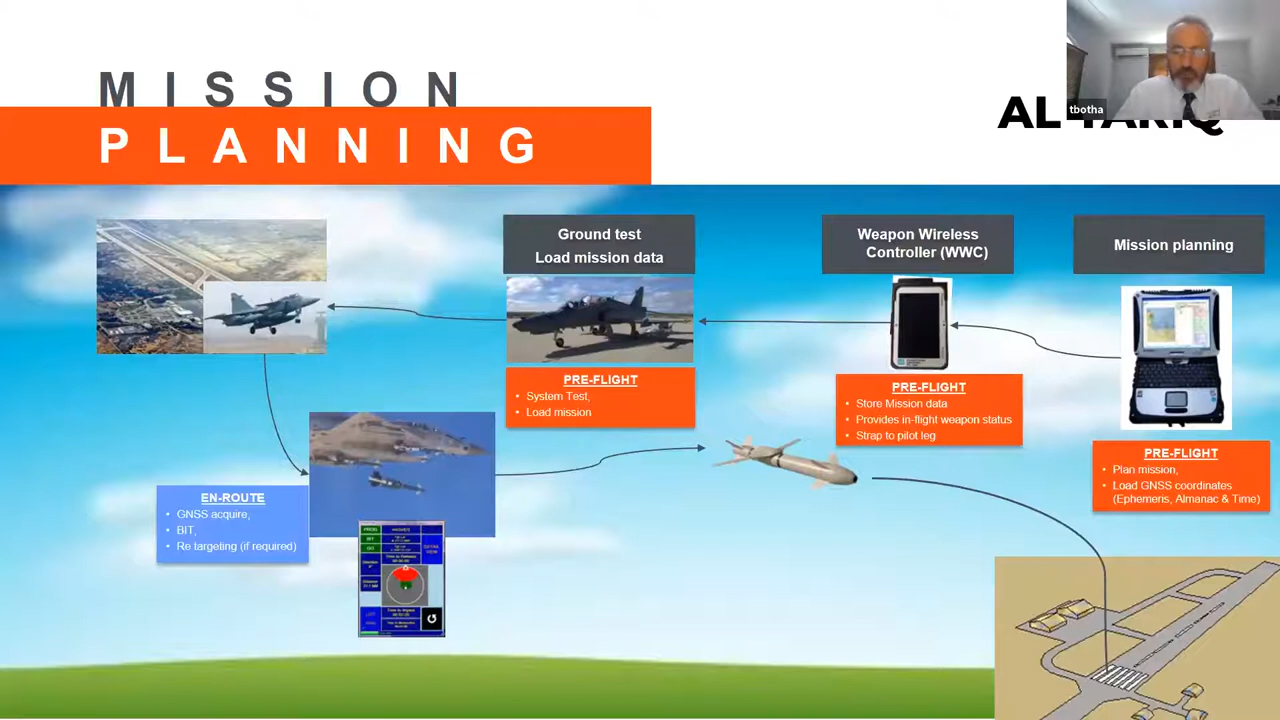 MISSION
PLANNING
tbotha
Ground test
Load mission data
Weapon Wireless
Controller (WWC)
Mission planning
PRE-FLIGHT
System Test,
Load mission
PRE-FLIGHT
Store Mission data
Provides in-flight weapon status
Strap to pilot leg
PRE-FLIGHT
Plan mission,
Load GNSS coordinates
(Ephemeris, Almanac & Time)
EN-ROUTE
GNSS acquire,
BIT,
Re targeting (if required)